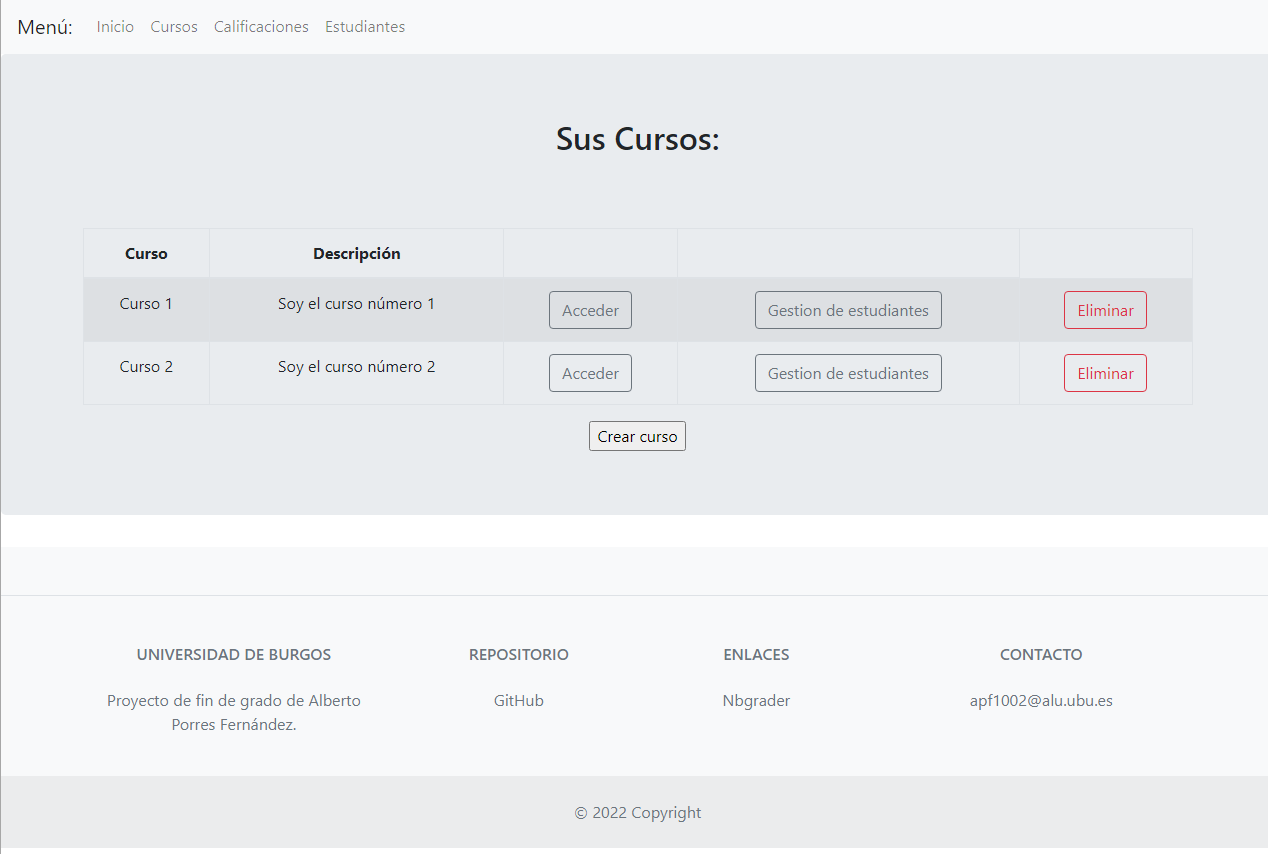 Menú: Inicio Cursos Calificaciones Estudiantes
Sus Cursos:
Curso Descripción
Curso 1 Soy el curso número 1 Acceder Gestion de estudiantes Eliminar
Curso 2 Soy el curso número 2 Acceder Gestion de estudiantes Eliminar
Crear curso
UNIVERSIDAD DE BURGOS REPOSITORIO ENLACES CONTACTO
Proyecto de fin de grado de Alberto GitHub Nbgrader apf1002@alu.ubu.es
Porres Fernández.
© 2022 Copyright